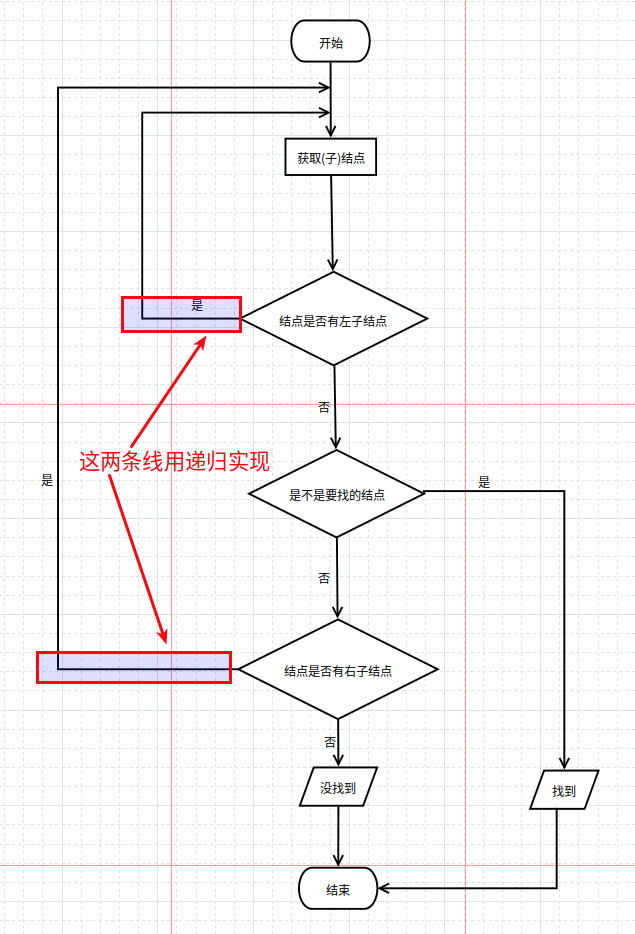 开始
获取(子)结点
是
结点是否有左子结点
否
这两条线用递归实现
是
是不是要找的结点
是
否
结点是否有右子结点
否
没找到
找到
结束